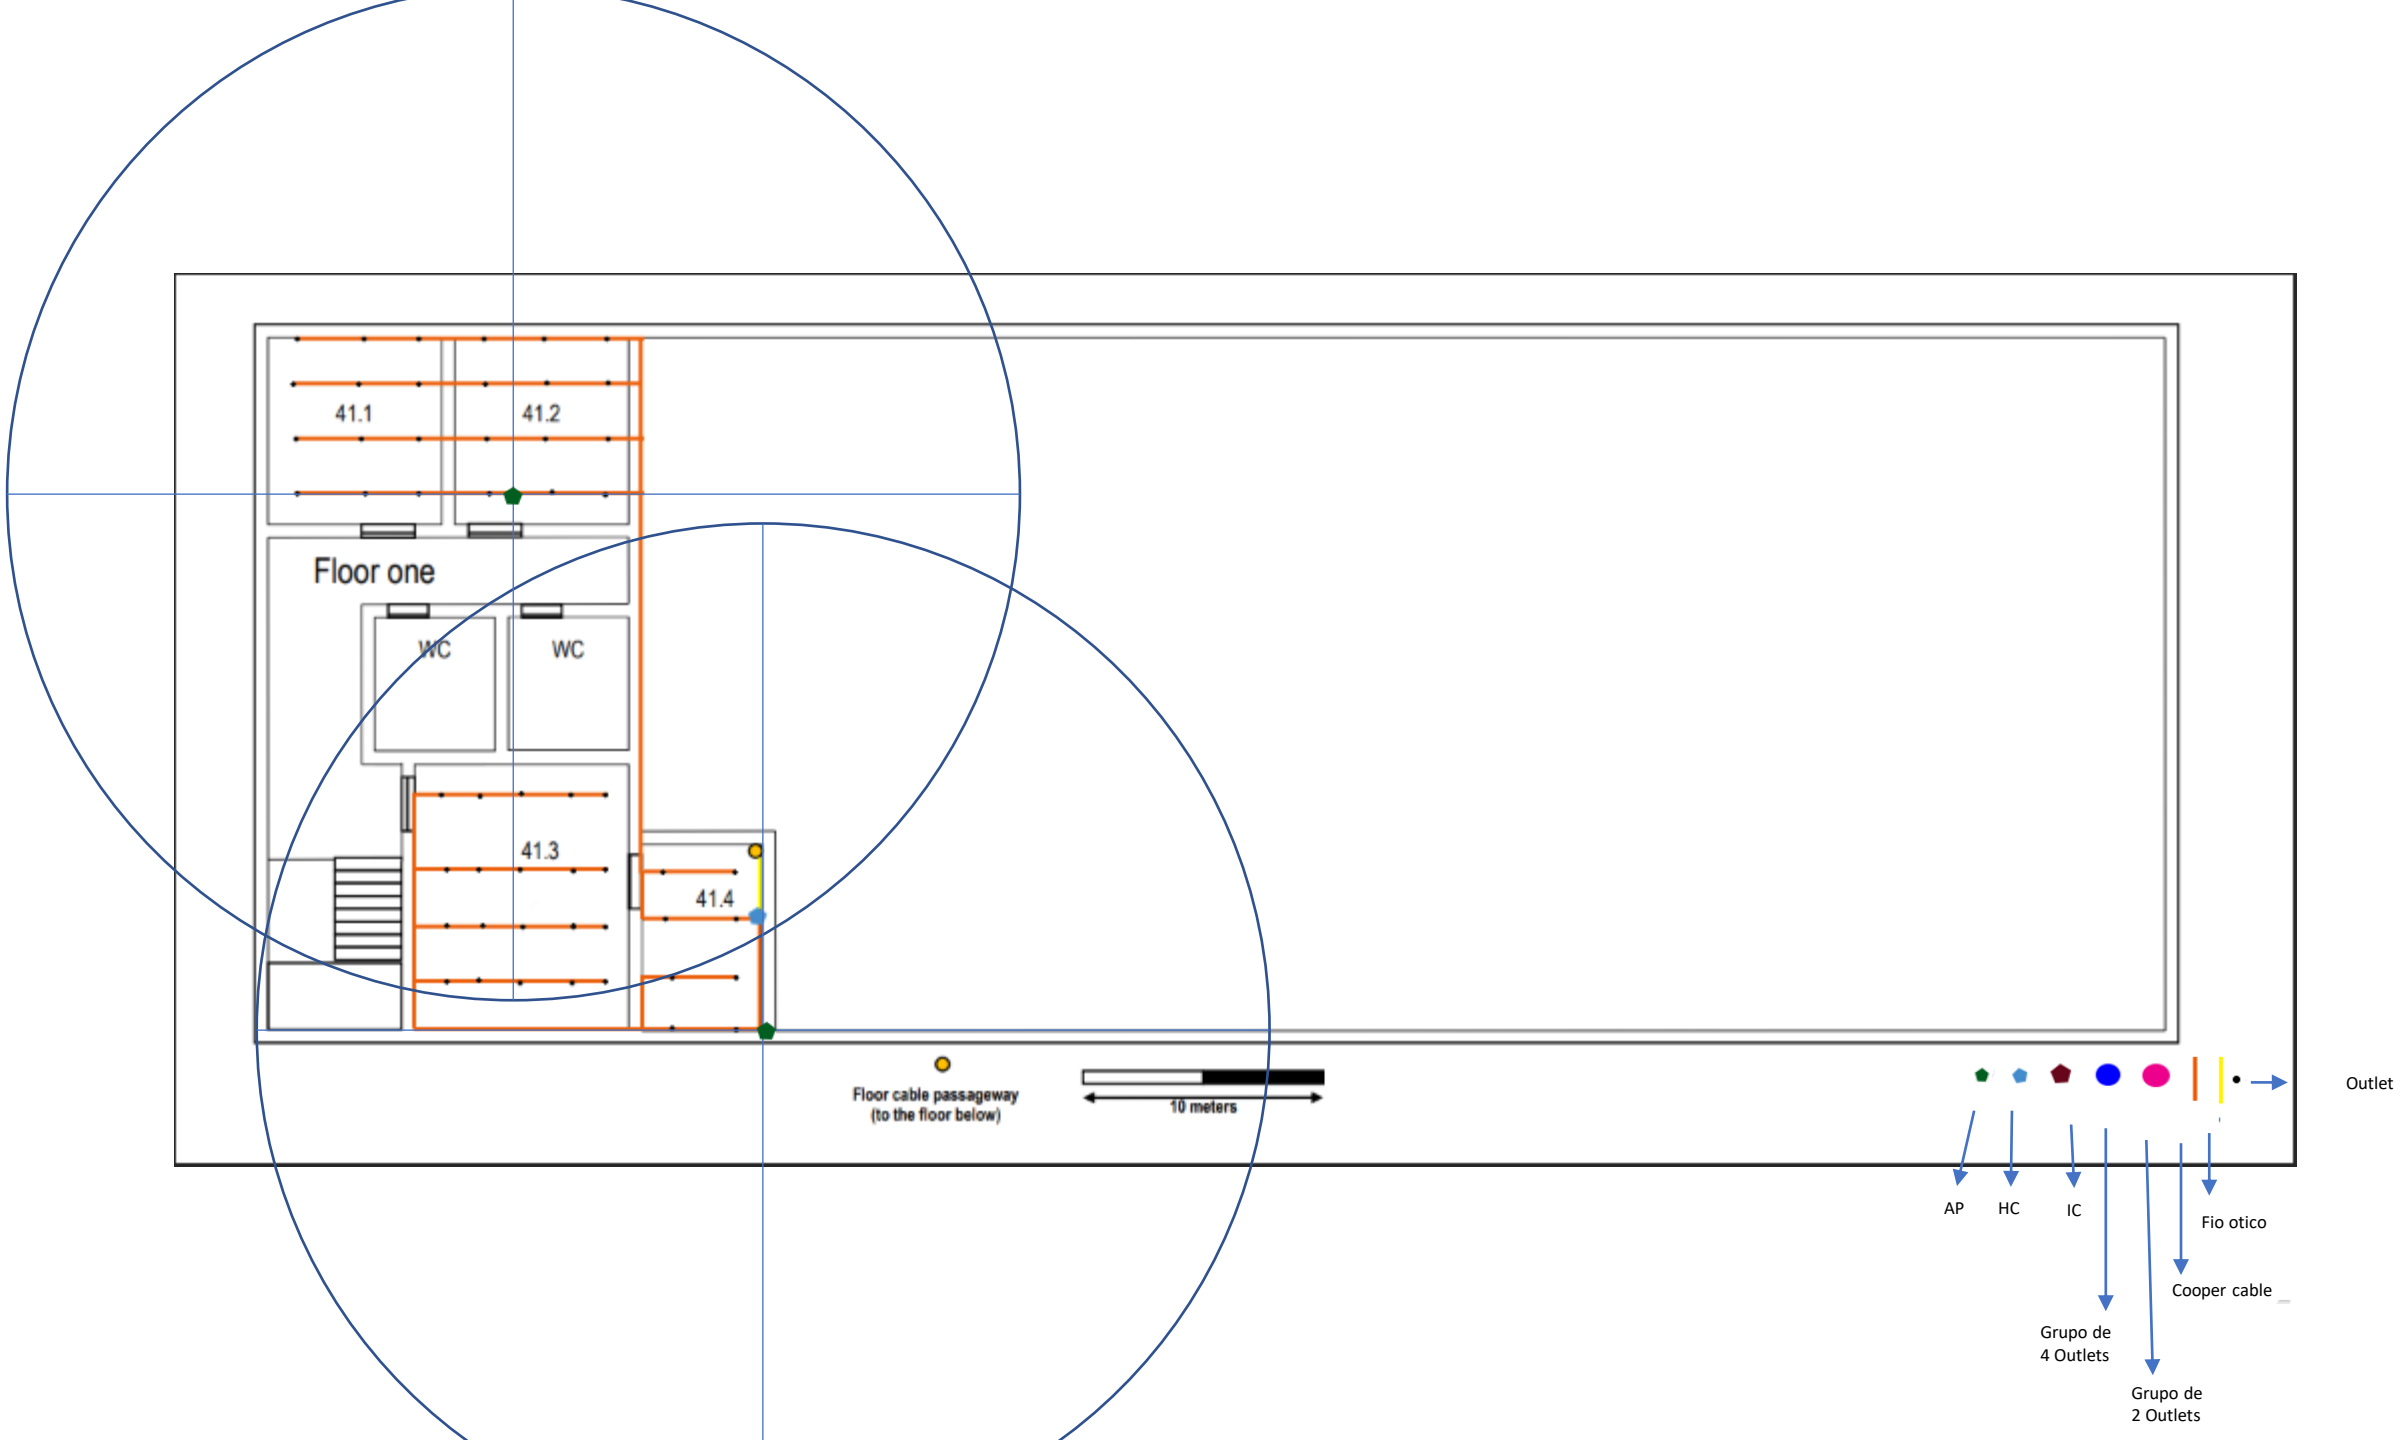 41.1
41.2
Floor one
WC
WC
41.3
41.4
Floor cable passageway
(to the floor below)
10 meters
Outlet
AP
HC
IC
Fio otico
Cooper cable _
Grupo de
4 Outlets
Grupo de
2 Outlets